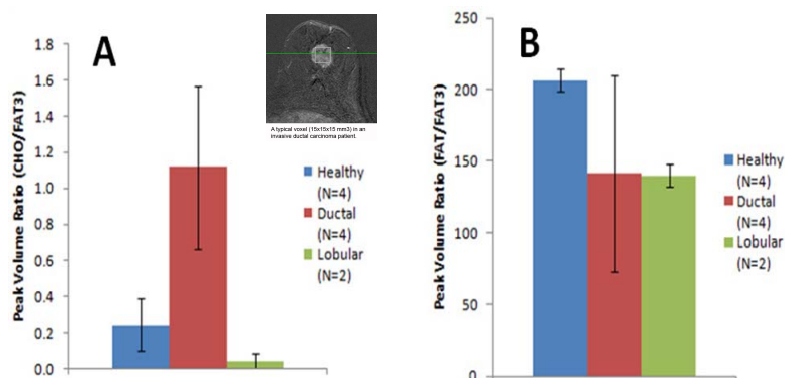 A
Peak Volume Ratio (CHO/FAT3)
1.8
1.6
1.4
1.2
1.0
0.8
0.6
0.4
0.2
0.0
A typical voxel (15x15x15 mm3) in an
invasive ductal carcinoma patient.
Healthy
(N=4)
Ductal
(N=4)
Lobular
(N=2)
B
Peak Volume Ratio (FAT/FAT3)
250
200
150
100
50
0
Healthy
(N=4)
Ductal
(N=4)
Lobular
(N=2)